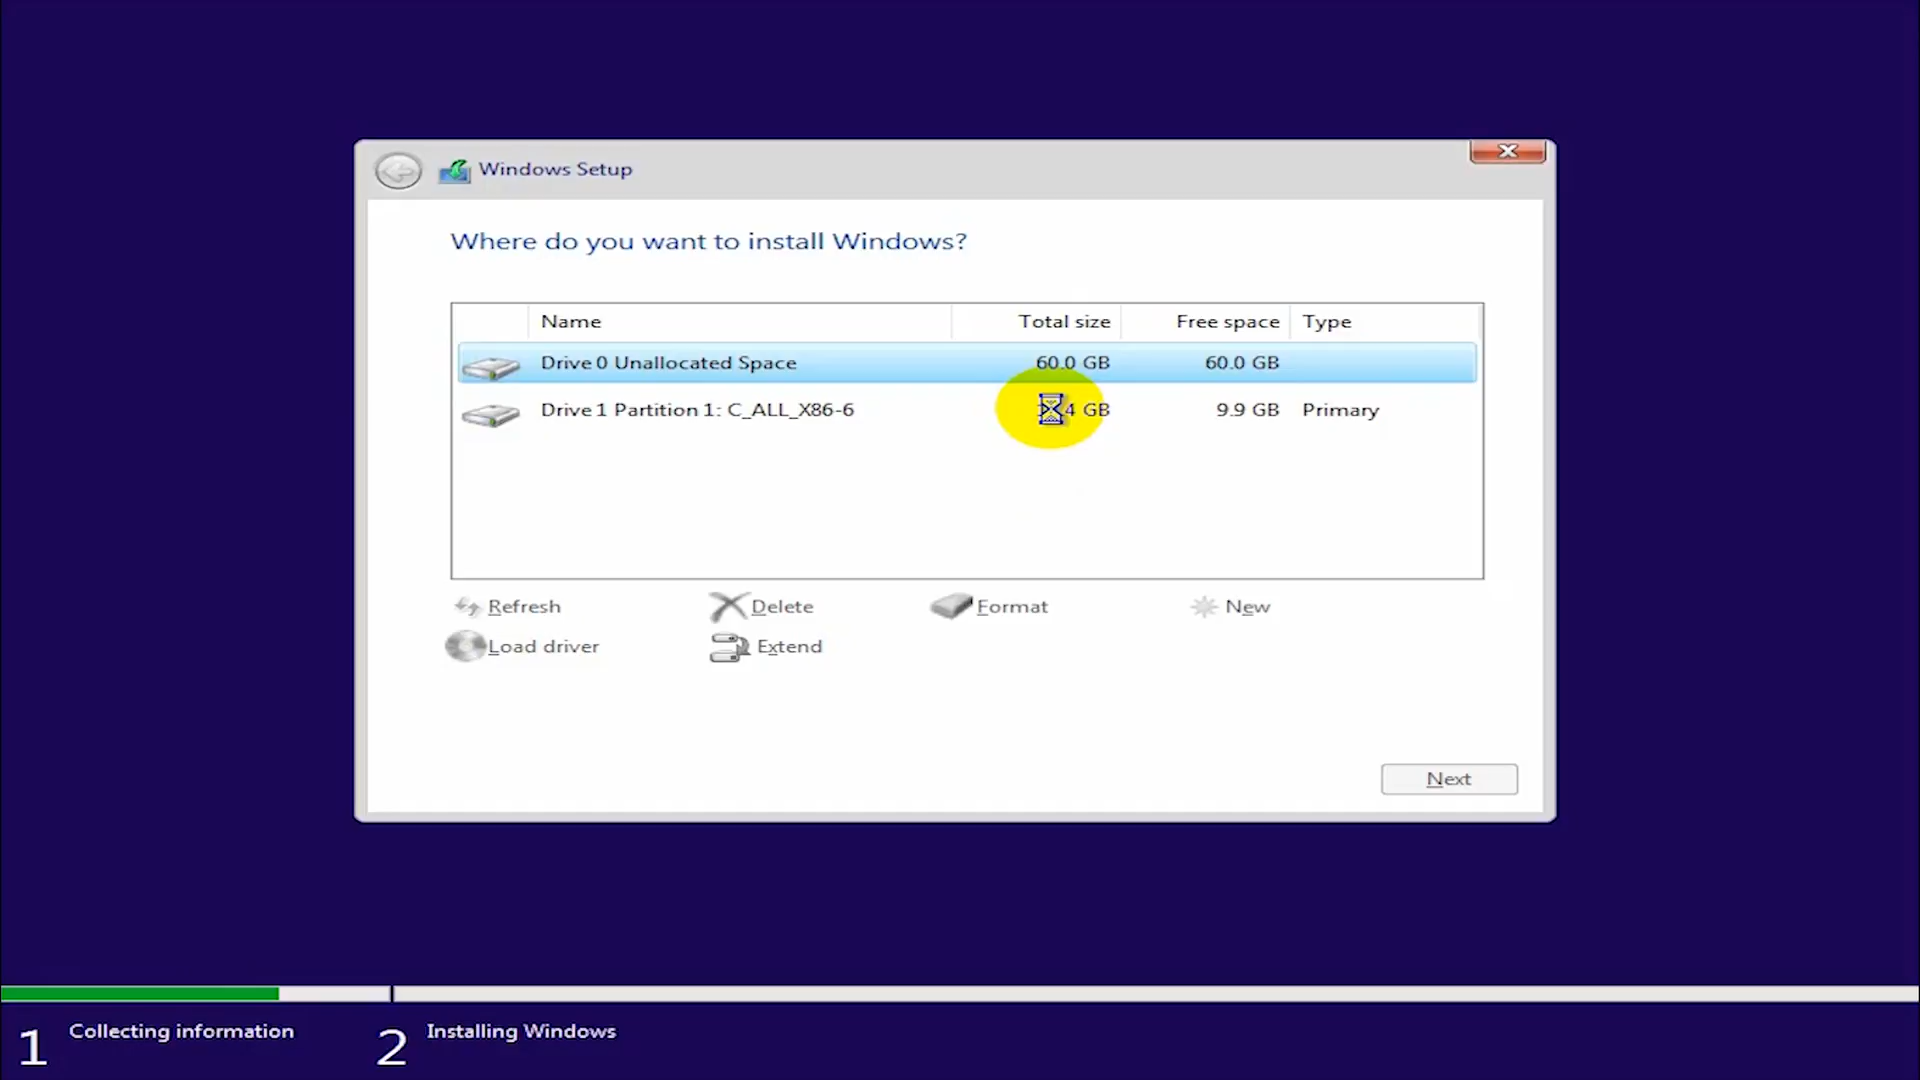 Windows Setup
Where do you want to install Windows?
Name Total size Free space Type
Drive 0 Unallocated Space 60.0 GB 60.0 GB
Drive 1 Partition 1: C_ALL_X86-6 GB 9.9 GB Primary
Refresh Delete Format New
Load driver Extend
Next
1 Collecting information 2 Installing Windows